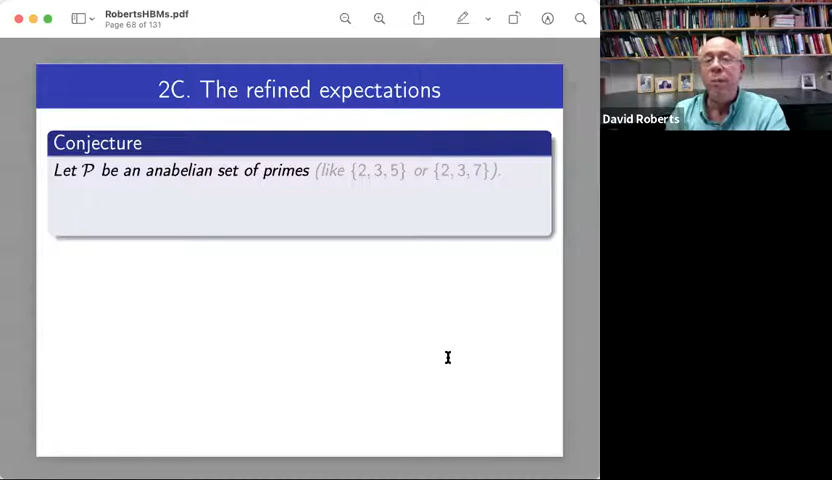 RobertsHBMs.pdf
Page 68 of 131
2C. The refined expectations
Conjecture
Let P be an anabelian set of primes (like {2, 3, 5} or {2, 3, 7}).
David Roberts